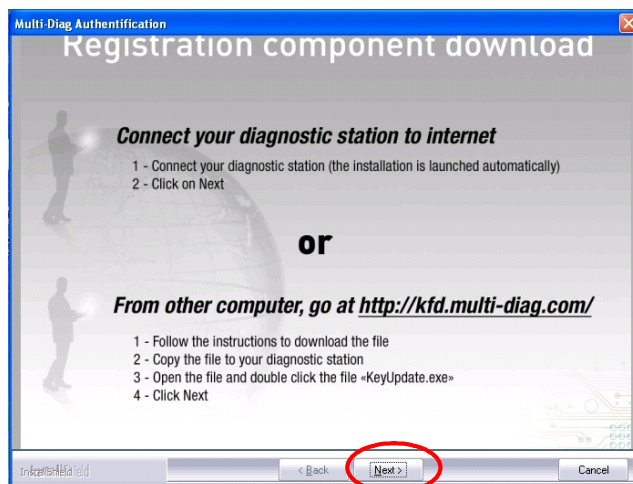 Multi-Diag Authentification
Registration component download
Connect your diagnostic station to internet
1 - Connect your diagnostic station (the installation is launched automatically)
2 - Click on Next
or
From other computer, go at http://kfd.multi-diag.com/
1 - Follow the instructions to download the file
2 - Copy the file to your diagnostic station
3 - Open the file and double click the file «KeyUpdate.exe»
4 - Click Next
InstallShield
< Back Next > Cancel